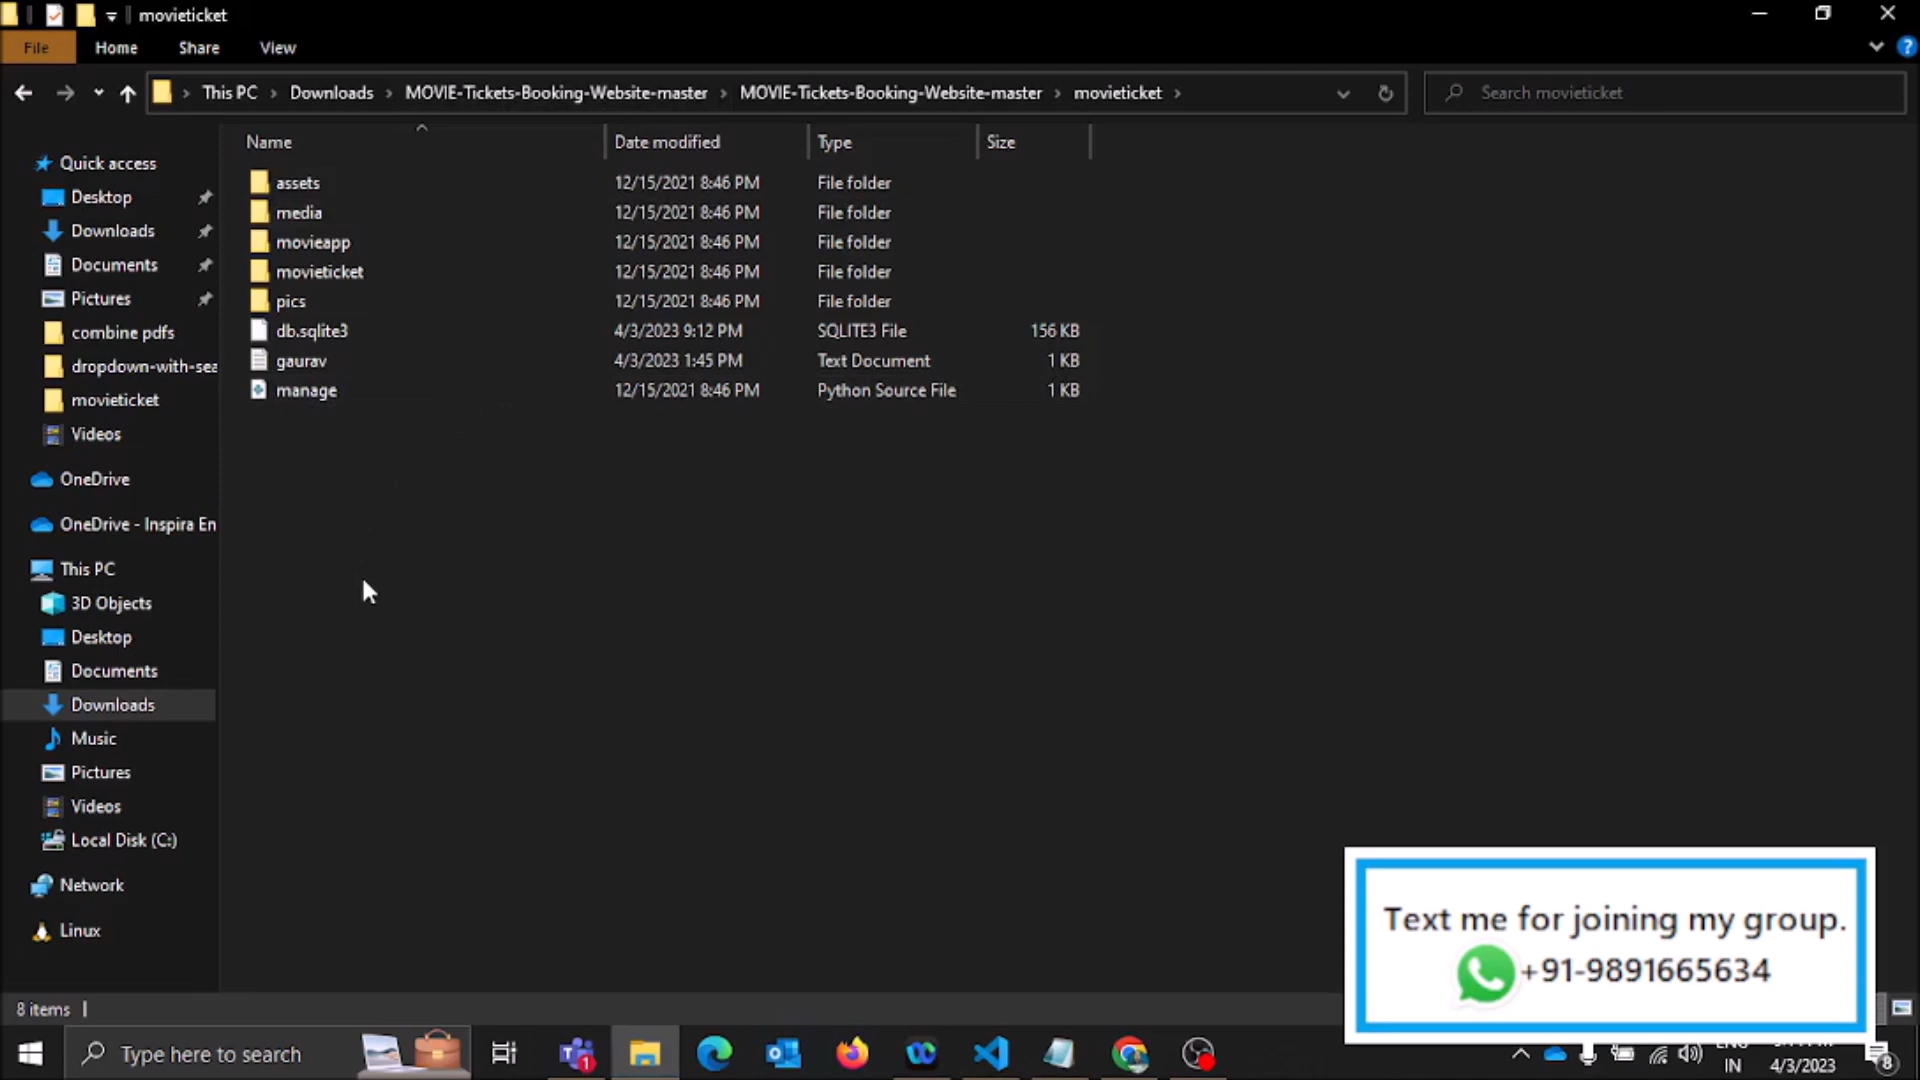 movieticket
File Home Share View
This PC > Downloads > MOVIE-Tickets-Booking-Website-master > MOVIE-Tickets-Booking-Website-master > movieticket >
Search movieticket
Name Date modified Type Size
assets 12/15/2021 8:46 PM File folder
media 12/15/2021 8:46 PM File folder
movieapp 12/15/2021 8:46 PM File folder
movieticket 12/15/2021 8:46 PM File folder
pics 12/15/2021 8:46 PM File folder
db.sqlite3 4/3/2023 9:12 PM SQLITE3 File 156 KB
gaurav 4/3/2023 1:45 PM Text Document 1 KB
manage 12/15/2021 8:46 PM Python Source File 1 KB
Quick access
Desktop
Downloads
Documents
Pictures
combine pdfs
dropdown-with-sea
movieticket
Videos
OneDrive
OneDrive - Inspira En
This PC
3D Objects
Desktop
Documents
Downloads
Music
Pictures
Videos
Local Disk (C:)
Network
Linux
8 items
Text me for joining my group.
+91-9891665634
Type here to search
1
ENG
IN
4/3/2023
8